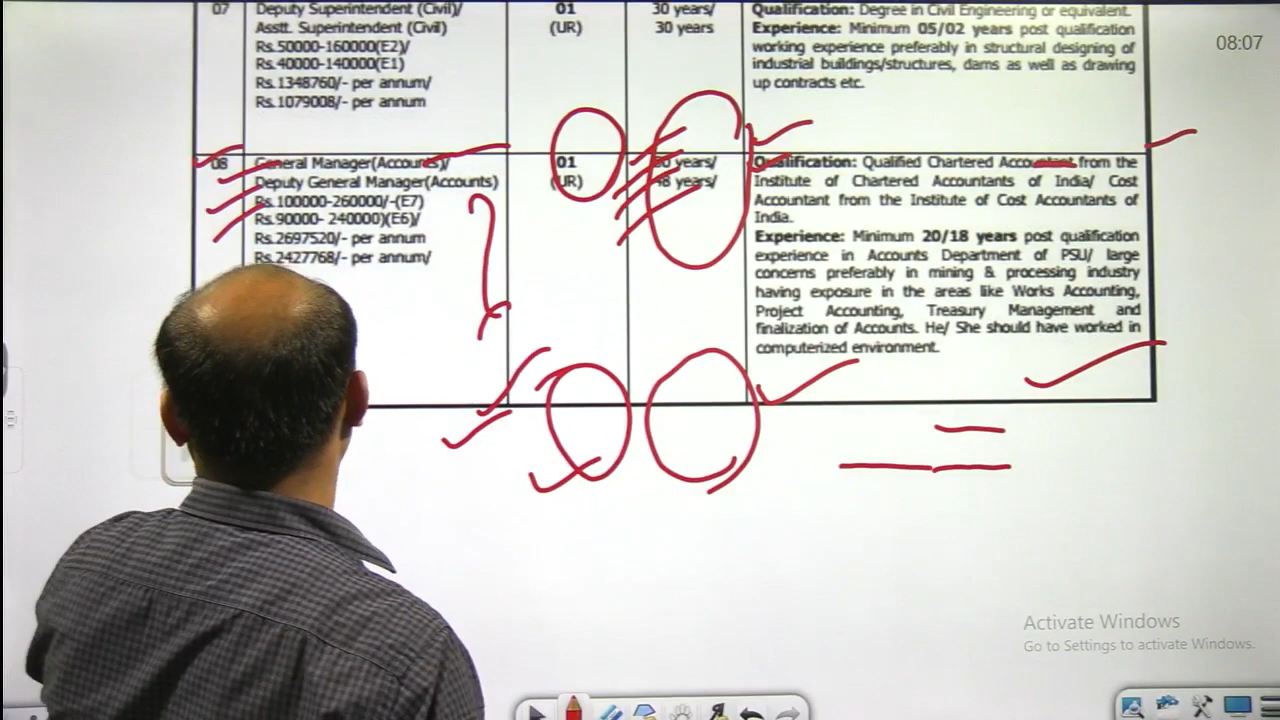 07
Deputy Superintendent (Civil)/
Asstt. Superintendent (Civil)
Rs.50000-160000(E2)/
Rs.40000-140000(E1)
Rs.1348760/- per annum/
Rs.1079008/- per annum
01
(UR)
30 years/
30 years
Qualification: Degree in Civil Engineering or equivalent.
Experience: Minimum 05/02 years post qualification
working experience preferably in structural designing of
industrial buildings/structures, dams as well as drawing
up contracts etc.
08:07
08
General Manager(Accounts)/
Deputy General Manager(Accounts)
Rs.100000-260000/-(E7)
Rs.90000- 240000)(E6)/
Rs.2697520/- per annum
Rs.2427768/- per annum/
01
(UR)
years/
48 years/
Qualification: Qualified Chartered Accountant from the
Institute of Chartered Accountants of India/ Cost
Accountant from the Institute of Cost Accountants of
India.
Experience: Minimum 20/18 years post qualification
experience in Accounts Department of PSU/ large
concerns preferably in mining & processing industry
having exposure in the areas like Works Accounting,
Project Accounting, Treasury Management and
finalization of Accounts. He/ She should have worked in
computerized environment.
Activate Windows
Go to Settings to activate Windows.